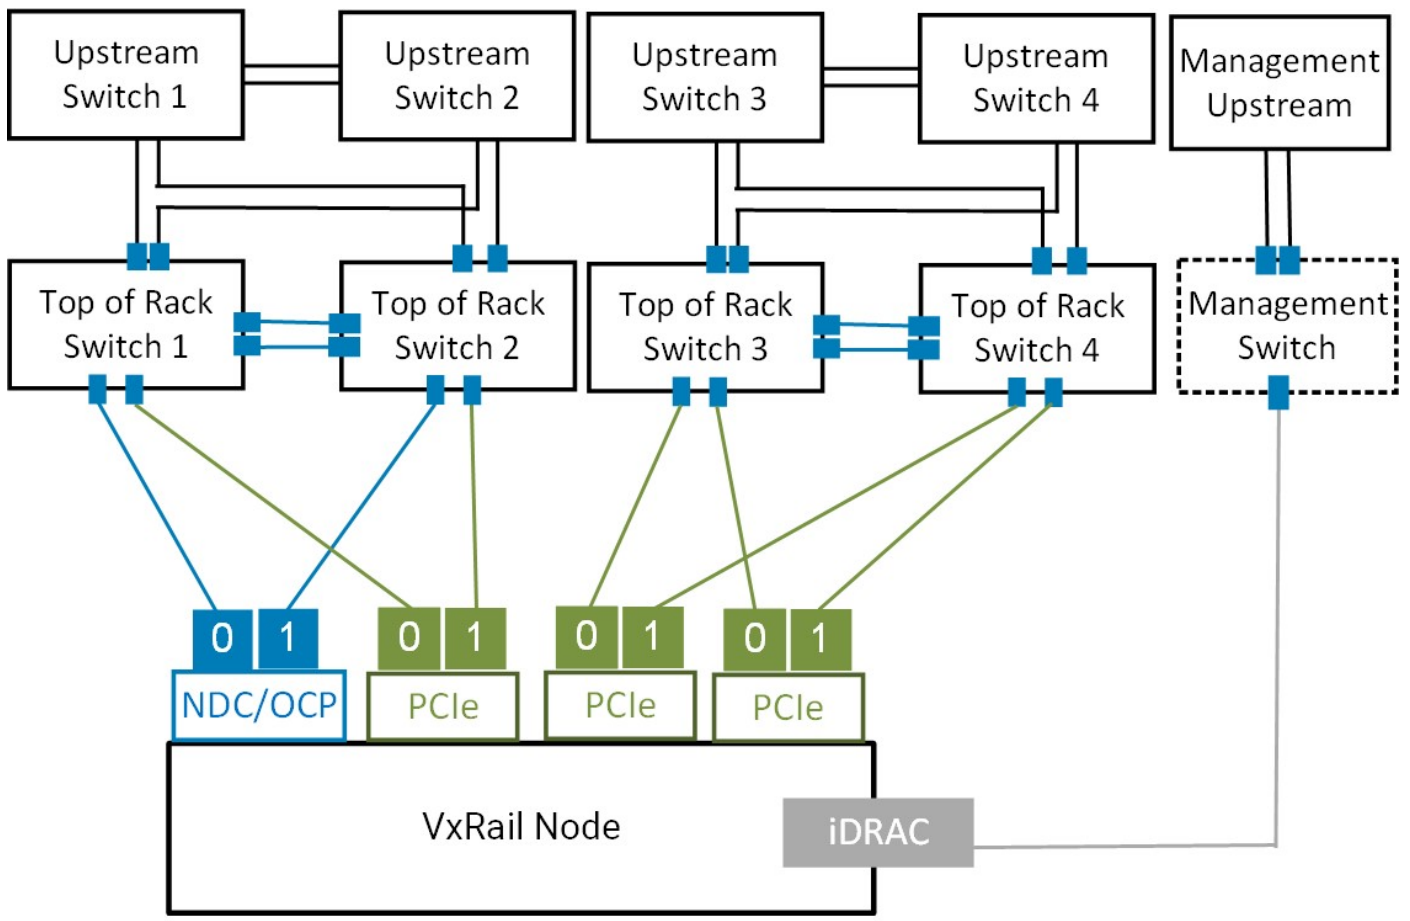 Upstream
Switch 1
Upstream
Switch 2
Upstream
Switch 3
Upstream
Switch 4
Management
Upstream
Top of Rack
Switch 1
Top of Rack
Switch 2
Top of Rack
Switch 3
Top of Rack
Switch 4
Management
Switch
0 1
0 1
0 1
0 1
NDC/OCP
PCIe
PCIe
PCIe
VxRail Node
iDRAC